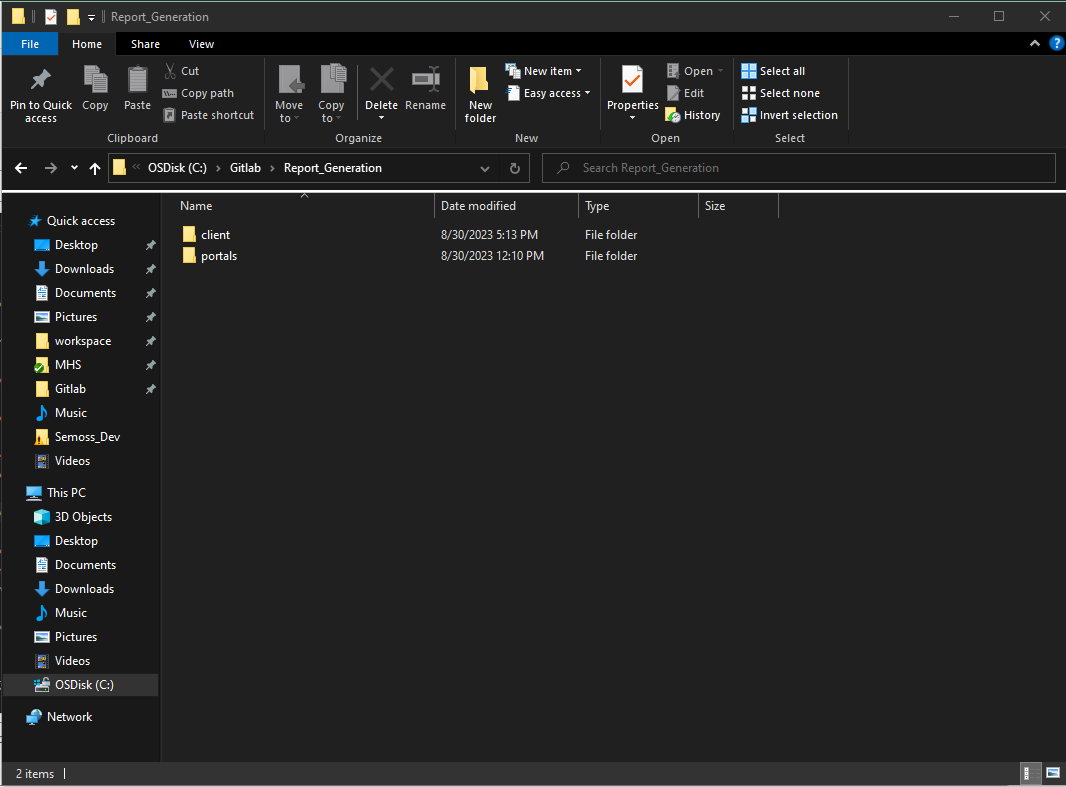 Report_Generation
File Home Share View
Pin to Quick access
Copy
Paste
Cut
Copy path
Paste shortcut
Clipboard
Move to
Copy to
Delete
Rename
Organize
New folder
New item
Easy access
New
Properties
Open
Edit
History
Open
Select all
Select none
Invert selection
Select
« OSDisk (C:) > Gitlab > Report_Generation
Search Report_Generation
Name Date modified Type Size
client 8/30/2023 5:13 PM File folder
portals 8/30/2023 12:10 PM File folder
Quick access
Desktop
Downloads
Documents
Pictures
workspace
MHS
Gitlab
Music
Semoss_Dev
Videos
This PC
3D Objects
Desktop
Documents
Downloads
Music
Pictures
Videos
OSDisk (C:)
Network
2 items